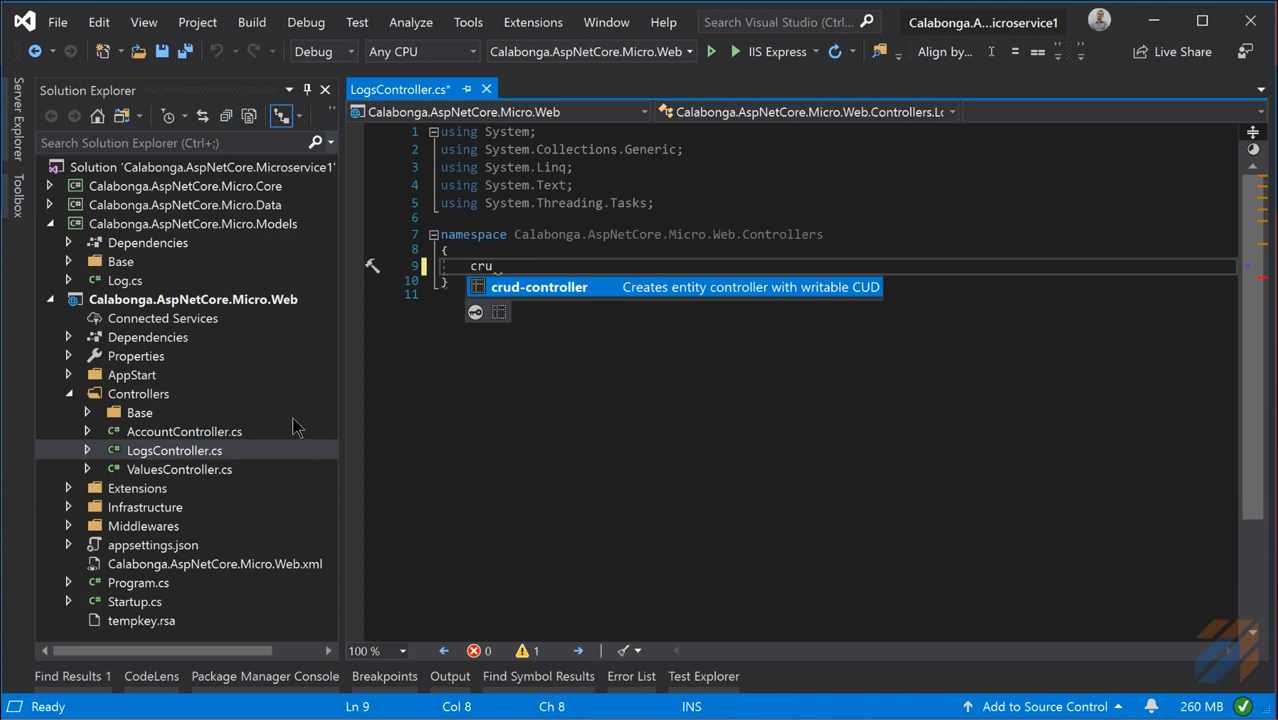 File Edit View Project Build Debug Test Analyze Tools Extensions Window Help Search Visual Studio Calabonga.A...icroservice1
Debug Any CPU Calabonga.AspNetCore.Micro.Web IIS Express Align by... Live Share
Server Explorer
Toolbox
Solution Explorer
Search Solution Explorer (Ctrl+;)
Solution 'Calabonga.AspNetCore.Microservice1'
Calabonga.AspNetCore.Micro.Core
Calabonga.AspNetCore.Micro.Data
Calabonga.AspNetCore.Micro.Models
Dependencies
Base
Log.cs
Calabonga.AspNetCore.Micro.Web
Connected Services
Dependencies
Properties
AppStart
Controllers
Base
AccountController.cs
LogsController.cs
ValuesController.cs
Extensions
Infrastructure
Middlewares
appsettings.json
Calabonga.AspNetCore.Micro.Web.xml
Program.cs
Startup.cs
tempkey.rsa
LogsController.cs*
Calabonga.AspNetCore.Micro.Web Calabonga.AspNetCore.Micro.Web.Controllers.Lc
1 using System;
2 using System.Collections.Generic;
3 using System.Linq;
4 using System.Text;
5 using System.Threading.Tasks;
6
7 namespace Calabonga.AspNetCore.Micro.Web.Controllers
8 {
9 cru
10 }
11
crud-controller Creates entity controller with writable CUD
100 % 0 1
Find Results 1 CodeLens Package Manager Console Breakpoints Output Find Symbol Results Error List Test Explorer
Ready Ln 9 Col 8 Ch 8 INS Add to Source Control 260 MB